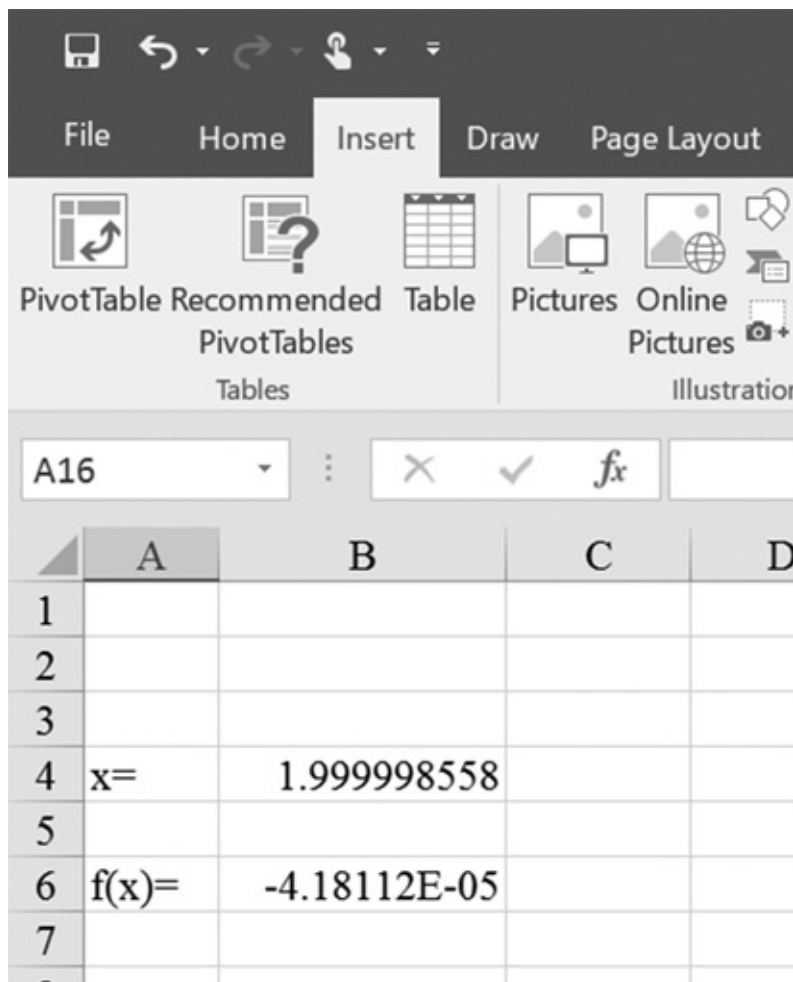 File Home Insert Draw Page Layout
PivotTable Recommended PivotTables Table Pictures Online Pictures
Tables
A16 fx
A B C D
1
2
3
4 x= 1.999998558
5
6 f(x)= -4.18112E-05
7